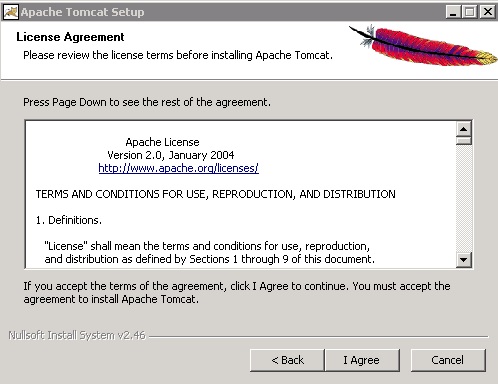 Apache Tomcat Setup
License Agreement
Please review the license terms before installing Apache Tomcat.
Press Page Down to see the rest of the agreement.
Apache License
Version 2.0, January 2004
http://www.apache.org/licenses/
TERMS AND CONDITIONS FOR USE, REPRODUCTION, AND DISTRIBUTION
1. Definitions.
"License" shall mean the terms and conditions for use, reproduction,
and distribution as defined by Sections 1 through 9 of this document.
If you accept the terms of the agreement, click I Agree to continue. You must accept the
agreement to install Apache Tomcat.
Nullsoft Install System v2.46
< Back I Agree Cancel